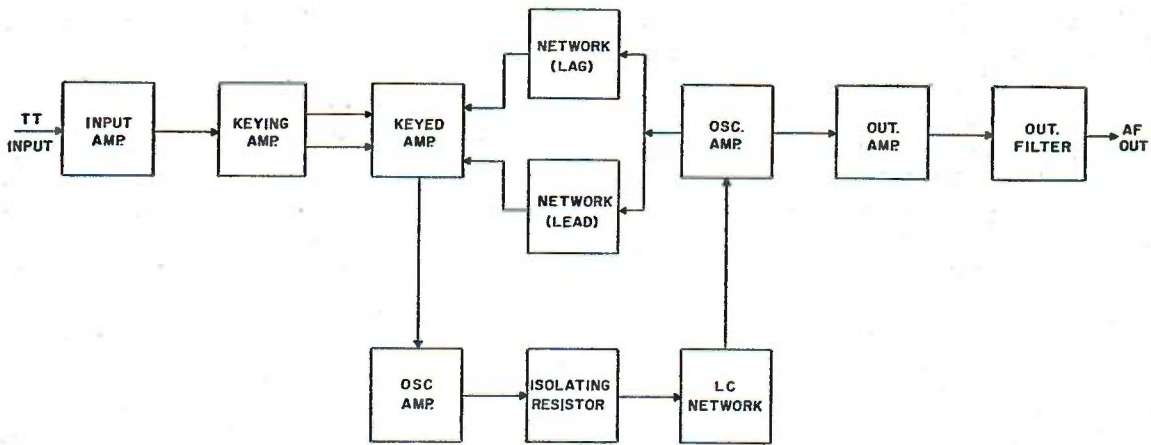 TT
INPUT
INPUT
AMP.
KEYING
AMP.
KEYED
AMP.
NETWORK
(LAG)
NETWORK
(LEAD)
OSC.
AMP.
OUT.
AMP.
OUT.
FILTER
AF
OUT
OSC
AMP.
ISOLATING
RESISTOR
LC
NETWORK